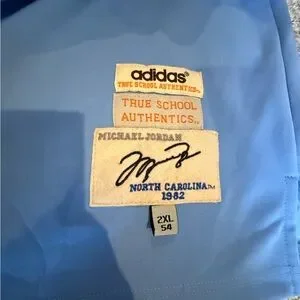 adidas
TRUE SCHOOL AUTHENTICS
TRUE SCHOOL
AUTHENTICS
MICHAEL JORDAN
NORTH CAROLINA
1982
2XL
54